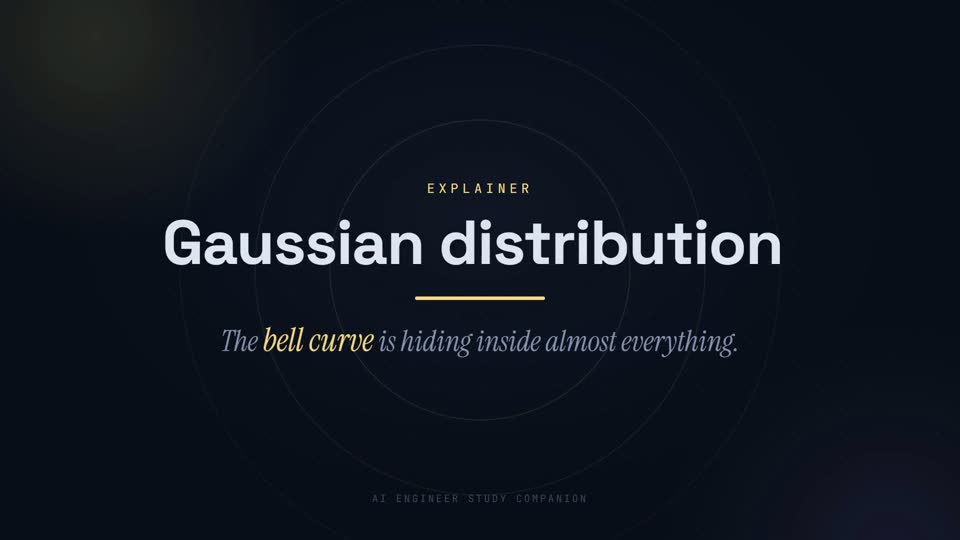 EXPLAINER
Gaussian distribution
The bell curve is hiding inside almost everything.
AI ENGINEER STUDY COMPANION